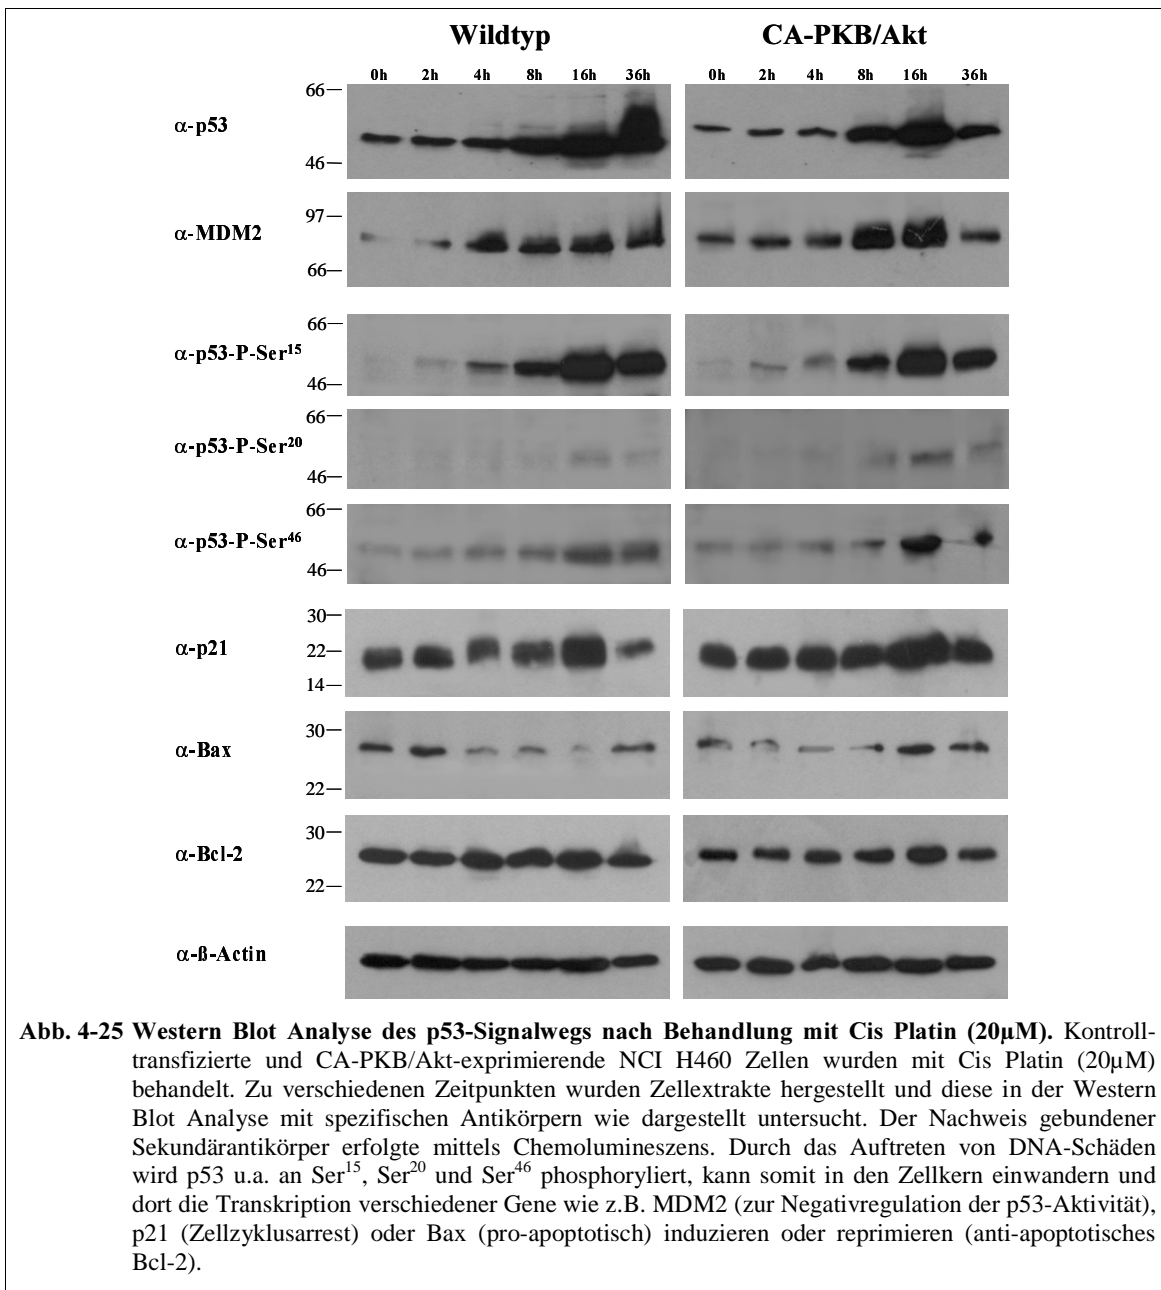 Wildtyp CA-PKB/Akt
0h 2h 4h 8h 16h 36h 0h 2h 4h 8h 16h 36h
66
α-p53
46
97
α-MDM2
66
66
α-p53-P-Ser15
46
66
α-p53-P-Ser20
46
66
α-p53-P-Ser46
46
30
α-p21
22
14
30
α-Bax
22
30
α-Bcl-2
22
α-ß-Actin
Abb. 4-25 Western Blot Analyse des p53-Signalwegs nach Behandlung mit Cis Platin (20µM). Kontroll-
transfizierte und CA-PKB/Akt-exprimierende NCI H460 Zellen wurden mit Cis Platin (20µM)
behandelt. Zu verschiedenen Zeitpunkten wurden Zellextrakte hergestellt und diese in der Western
Blot Analyse mit spezifischen Antikörpern wie dargestellt untersucht. Der Nachweis gebundener
Sekundärantikörper erfolgte mittels Chemolumineszens. Durch das Auftreten von DNA-Schäden
wird p53 u.a. an Ser15, Ser20 und Ser46 phosphoryliert, kann somit in den Zellkern einwandern und
dort die Transkription verschiedener Gene wie z.B. MDM2 (zur Negativregulation der p53-Aktivität),
p21 (Zellzyklusarrest) oder Bax (pro-apoptotisch) induzieren oder reprimieren (anti-apoptotisches
Bcl-2).